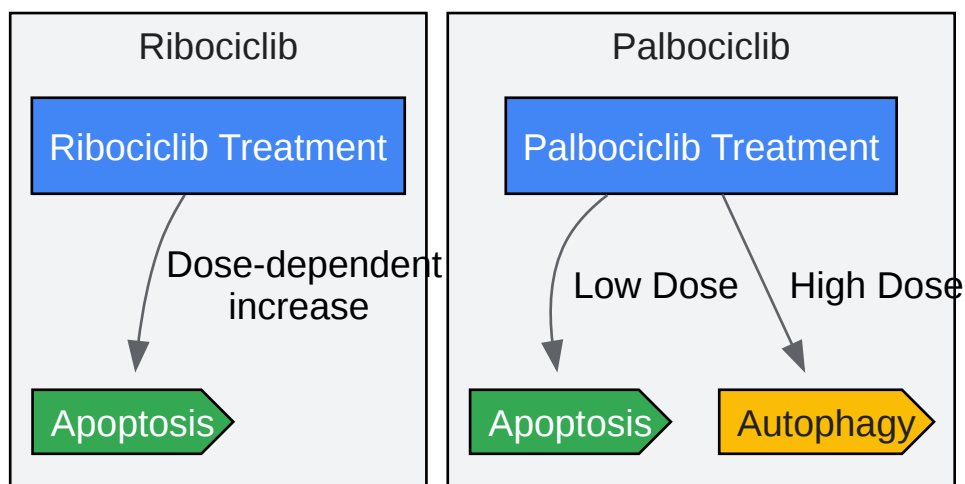 Ribociclib
Ribociclib Treatment
Dose-dependent
increase
Apoptosis
Palbociclib
Palbociclib Treatment
Low Dose
High Dose
Apoptosis
Autophagy